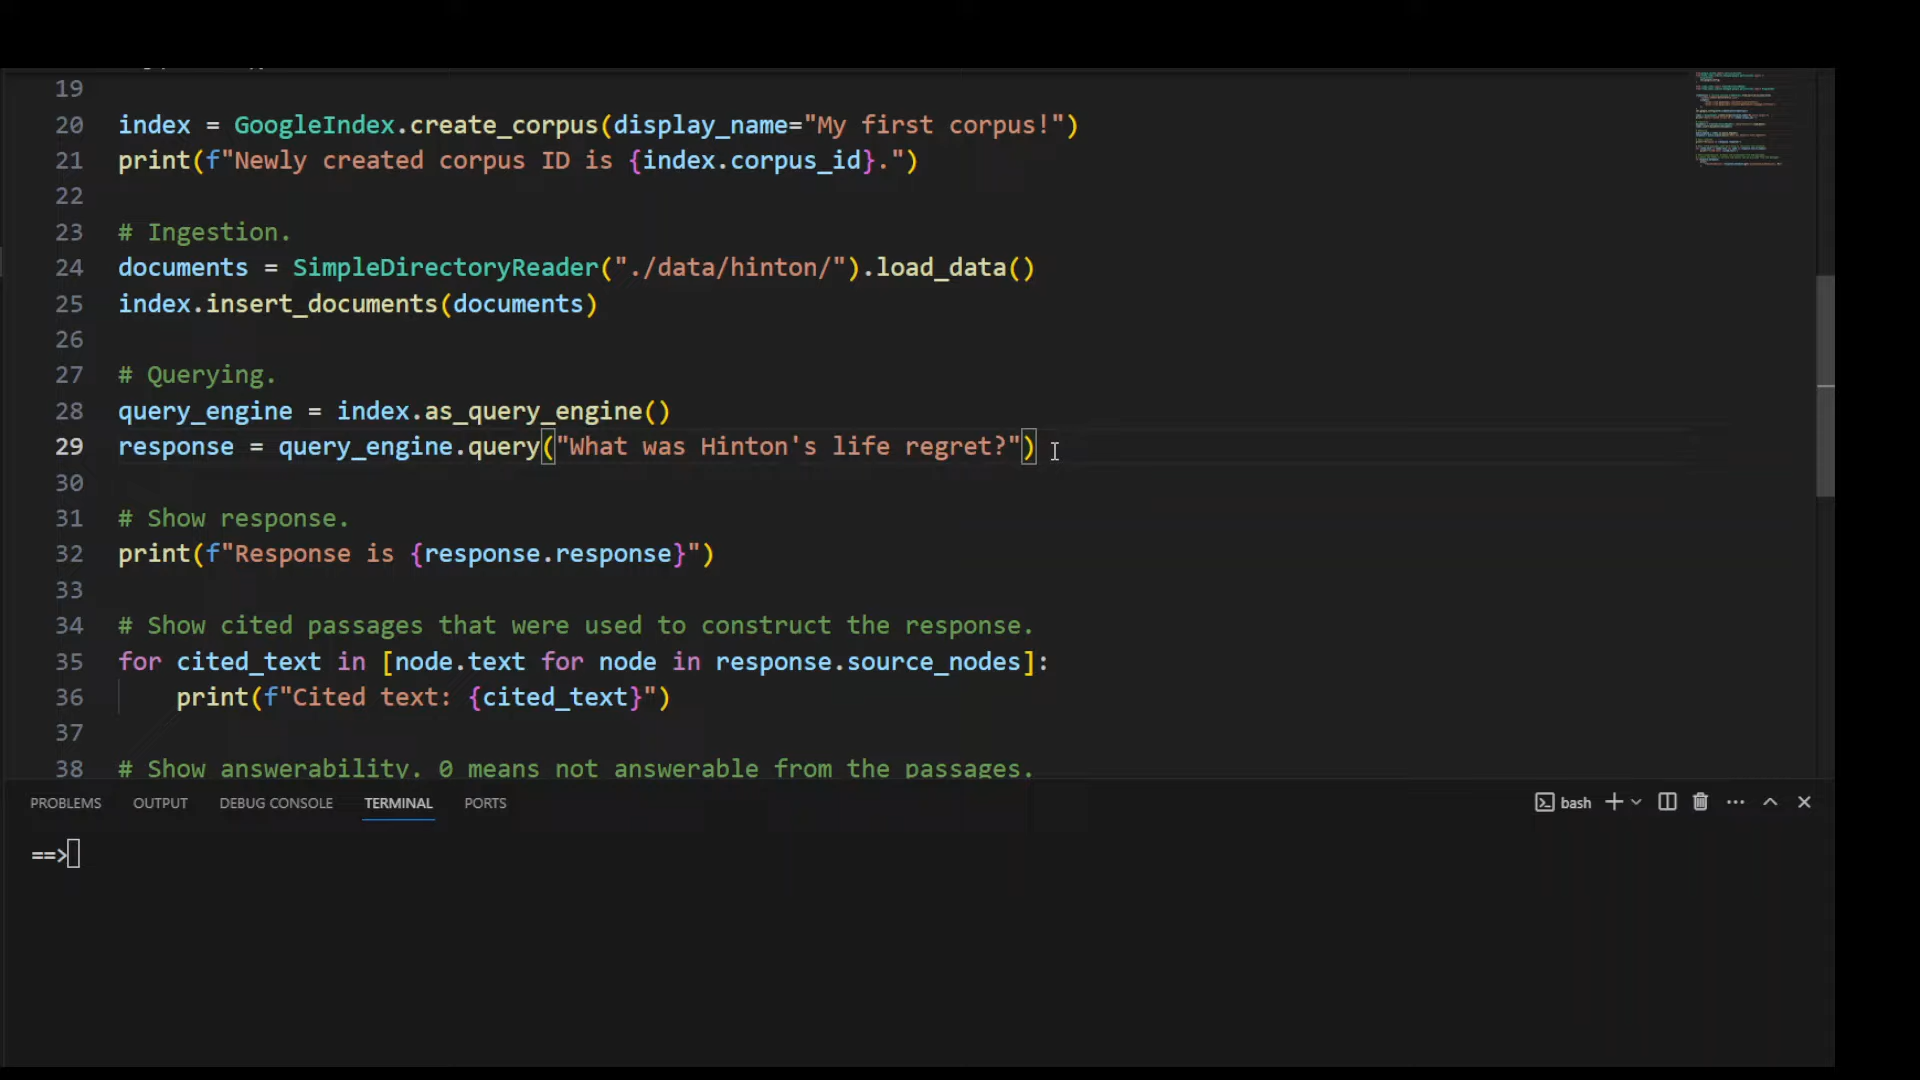 19
20 index = GoogleIndex.create_corpus(display_name="My first corpus!")
21 print(f"Newly created corpus ID is {index.corpus_id}.")
22
23 # Ingestion.
24 documents = SimpleDirectoryReader("./data/hinton/").load_data()
25 index.insert_documents(documents)
26
27 # Querying.
28 query_engine = index.as_query_engine()
29 response = query_engine.query("What was Hinton's life regret?")
30
31 # Show response.
32 print(f"Response is {response.response}")
33
34 # Show cited passages that were used to construct the response.
35 for cited_text in [node.text for node in response.source_nodes]:
36     print(f"Cited text: {cited_text}")
37
38 # Show answerability. 0 means not answerable from the passages.
PROBLEMS OUTPUT DEBUG CONSOLE TERMINAL PORTS bash
==>